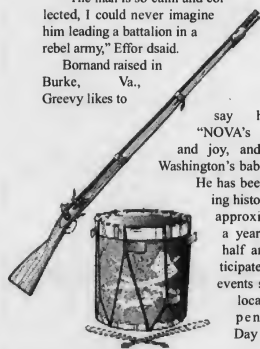 lected, I could never imagine
him leading a battalion in a
rebel army," Effor dsaid.
Bornand raised in
Burke, Va.,
Greevy likes to
say
"NOVA's
and joy, and
Washington's bab
He has bee
ing histo
approxi
a year
half an
ticipate
events s
loca
pen
Day